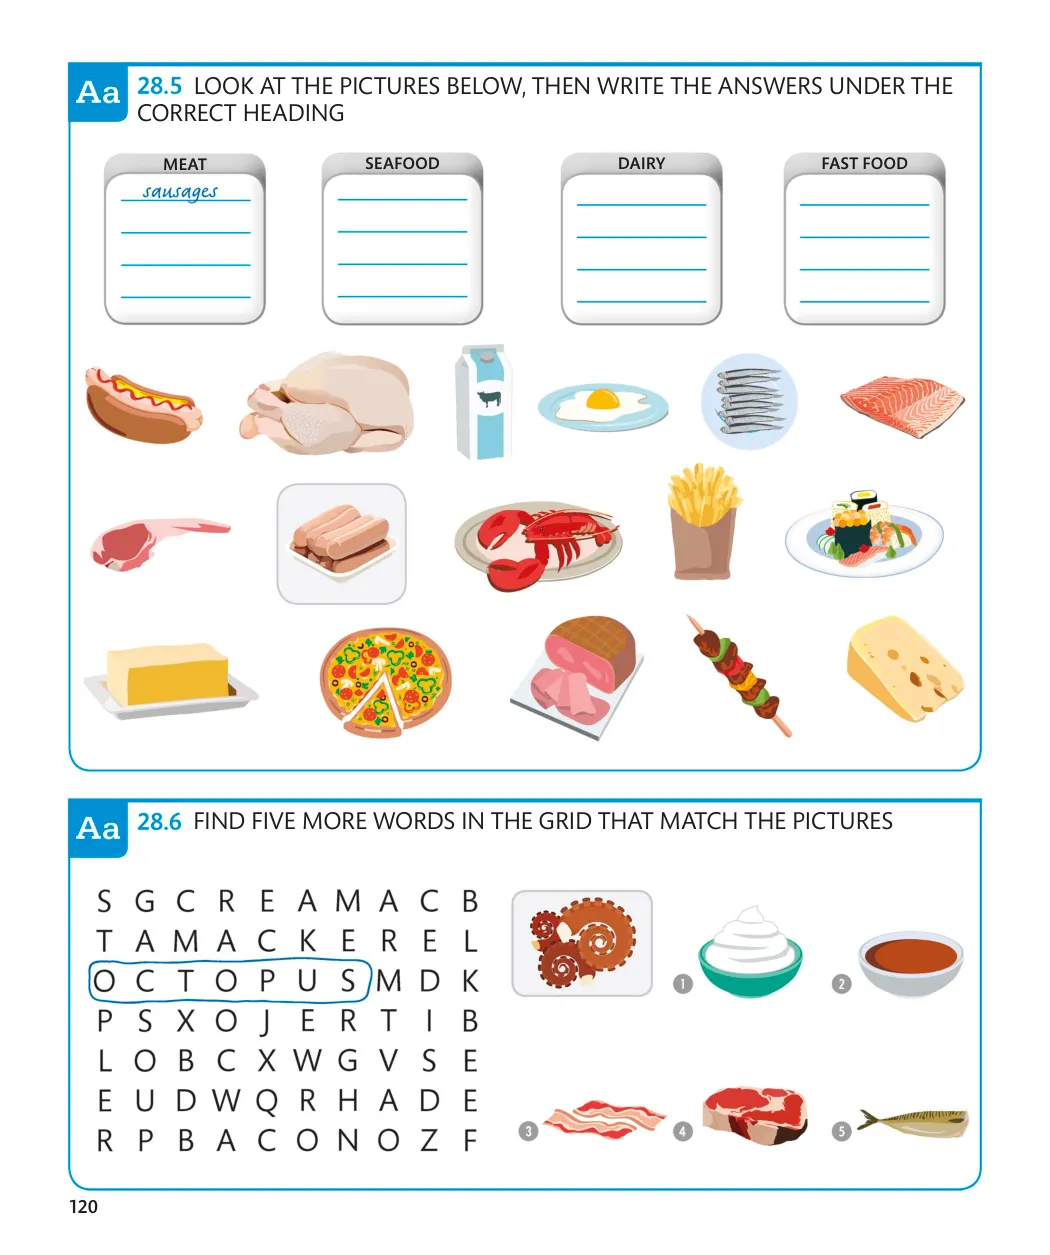 Aa 28.5 LOOK AT THE PICTURES BELOW, THEN WRITE THE ANSWERS UNDER THE
CORRECT HEADING
MEAT
sausages
SEAFOOD
DAIRY
FAST FOOD
Aa 28.6 FIND FIVE MORE WORDS IN THE GRID THAT MATCH THE PICTURES
S G C R E A M A C B
T A M A C K E R E L
O C T O P U S M D K
P S X O J E R T I B
L O B C X W G V S E
E U D W Q R H A D E
R P B A C O N O Z F
1
2
3
4
5
120